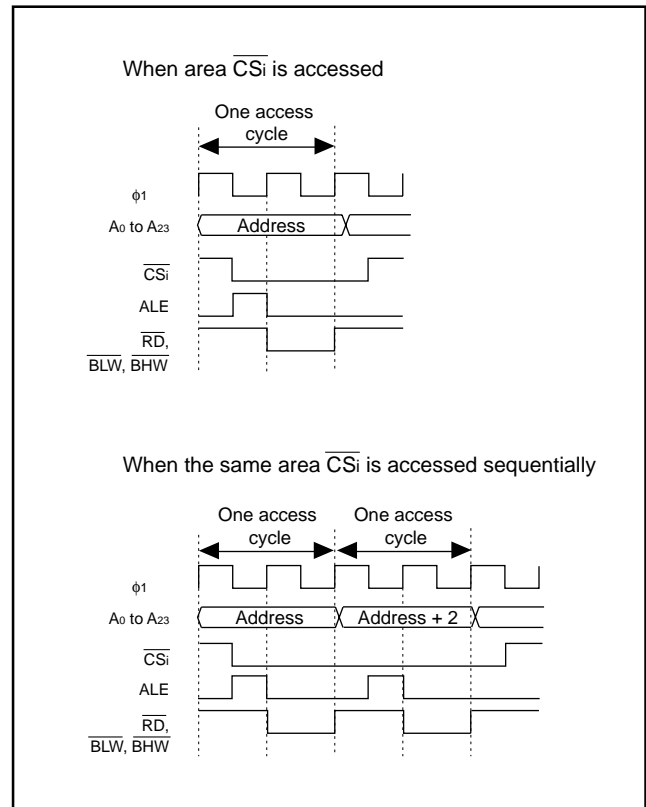 When area CSi is accessed
One access
cycle
ϕ1
A0 to A23
Address
CSi
ALE
RD,
BLW, BHW
When the same area CSi is accessed sequentially
One access
cycle
One access
cycle
ϕ1
A0 to A23
Address
Address + 2
CSi
ALE
RD,
BLW, BHW